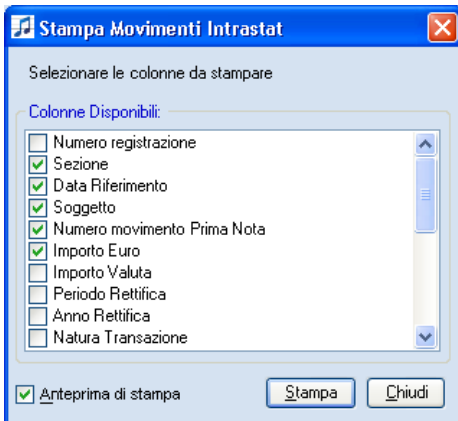 Stampa Movimenti Intrastat
Selezionare le colonne da stampare
Colonne Disponibili:
Numero registrazione
Sezione
Data Riferimento
Soggetto
Numero movimento Prima Nota
Importo Euro
Importo Valuta
Periodo Rettifica
Anno Rettifica
Natura Transazione
Anteprima di stampa Stampa Chiudi